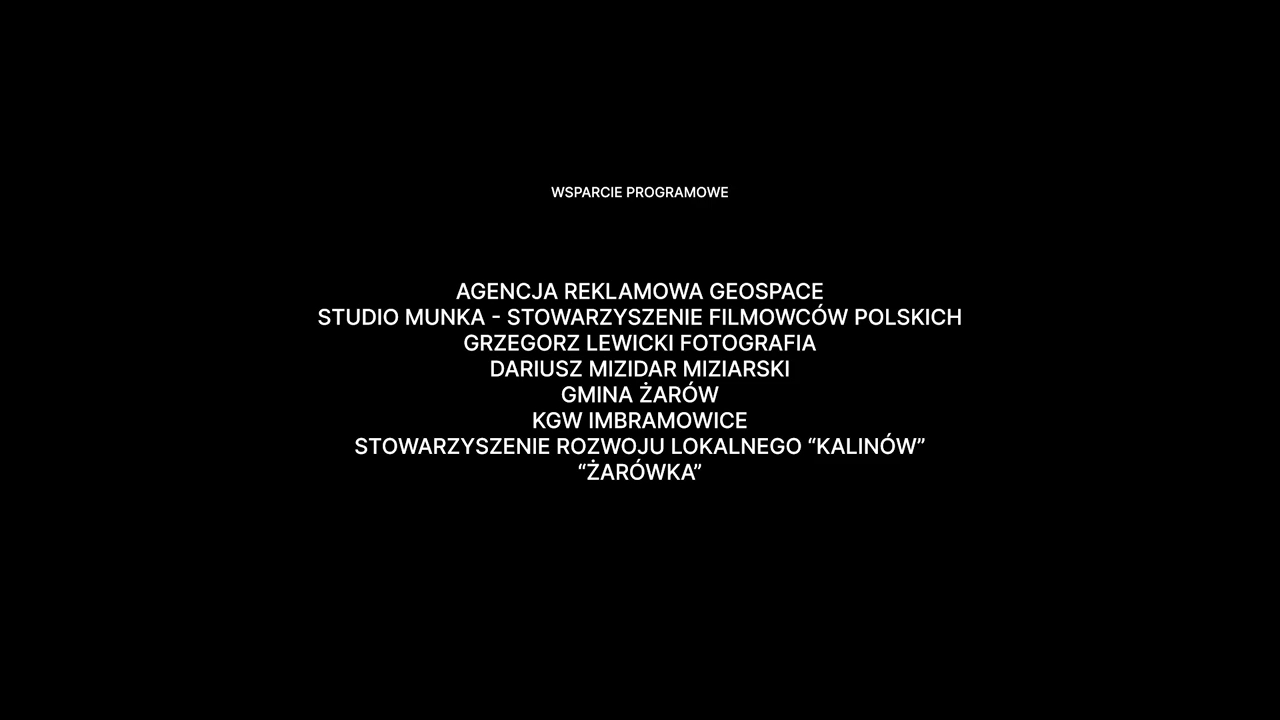 WSPARCIE PROGRAMOWE
AGENCJA REKLAMOWA GEOSPACE
STUDIO MUNKA - STOWARZYSZENIE FILMOWCÓW POLSKICH
GRZEGORZ LEWICKI FOTOGRAFIA
DARIUSZ MIZIDAR MIZIARSKI
GMINA ŻARÓW
KGW IMBRAMOWICE
STOWARZYSZENIE ROZWOJU LOKALNEGO “KALINÓW”
“ŻARÓWKA”